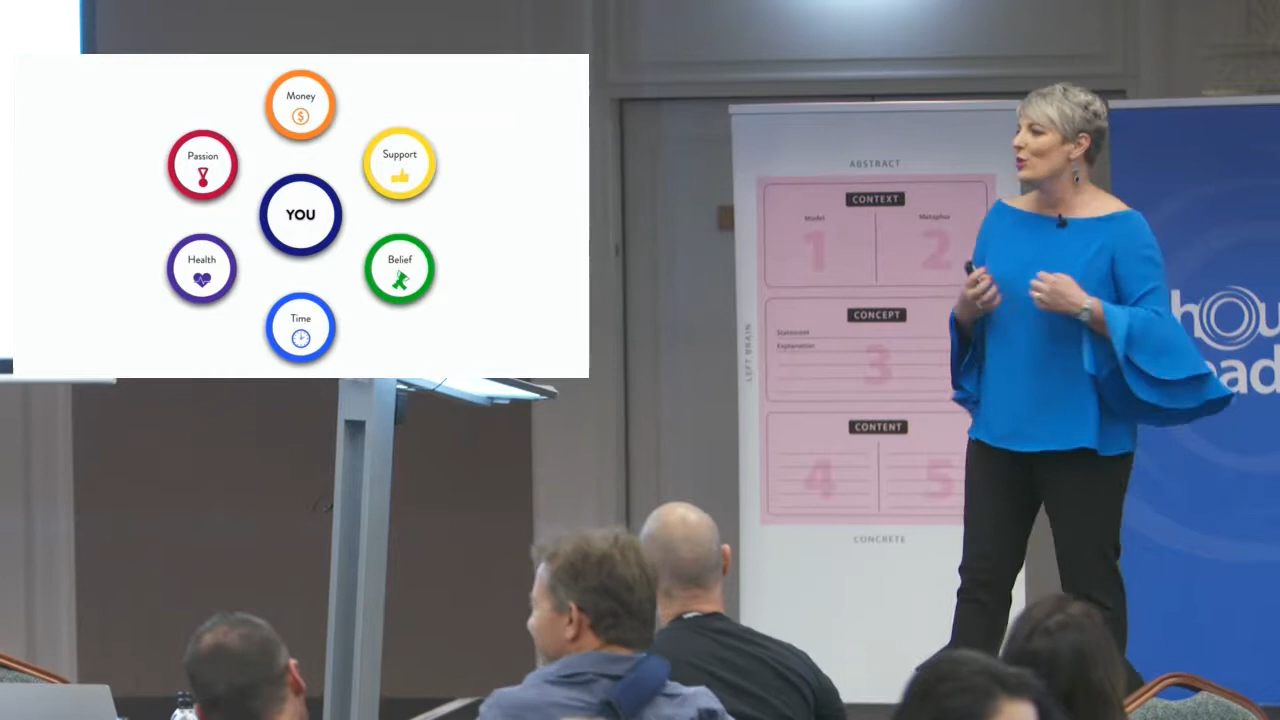 Money
$
Passion
Support
YOU
Health
Belief
Time
ABSTRACT
CONTEXT
Model
Metaphor
1
2
LEFT BRAIN
CONCEPT
Statement
Explanation
3
CONTENT
4
5
CONCRETE
hou
ead